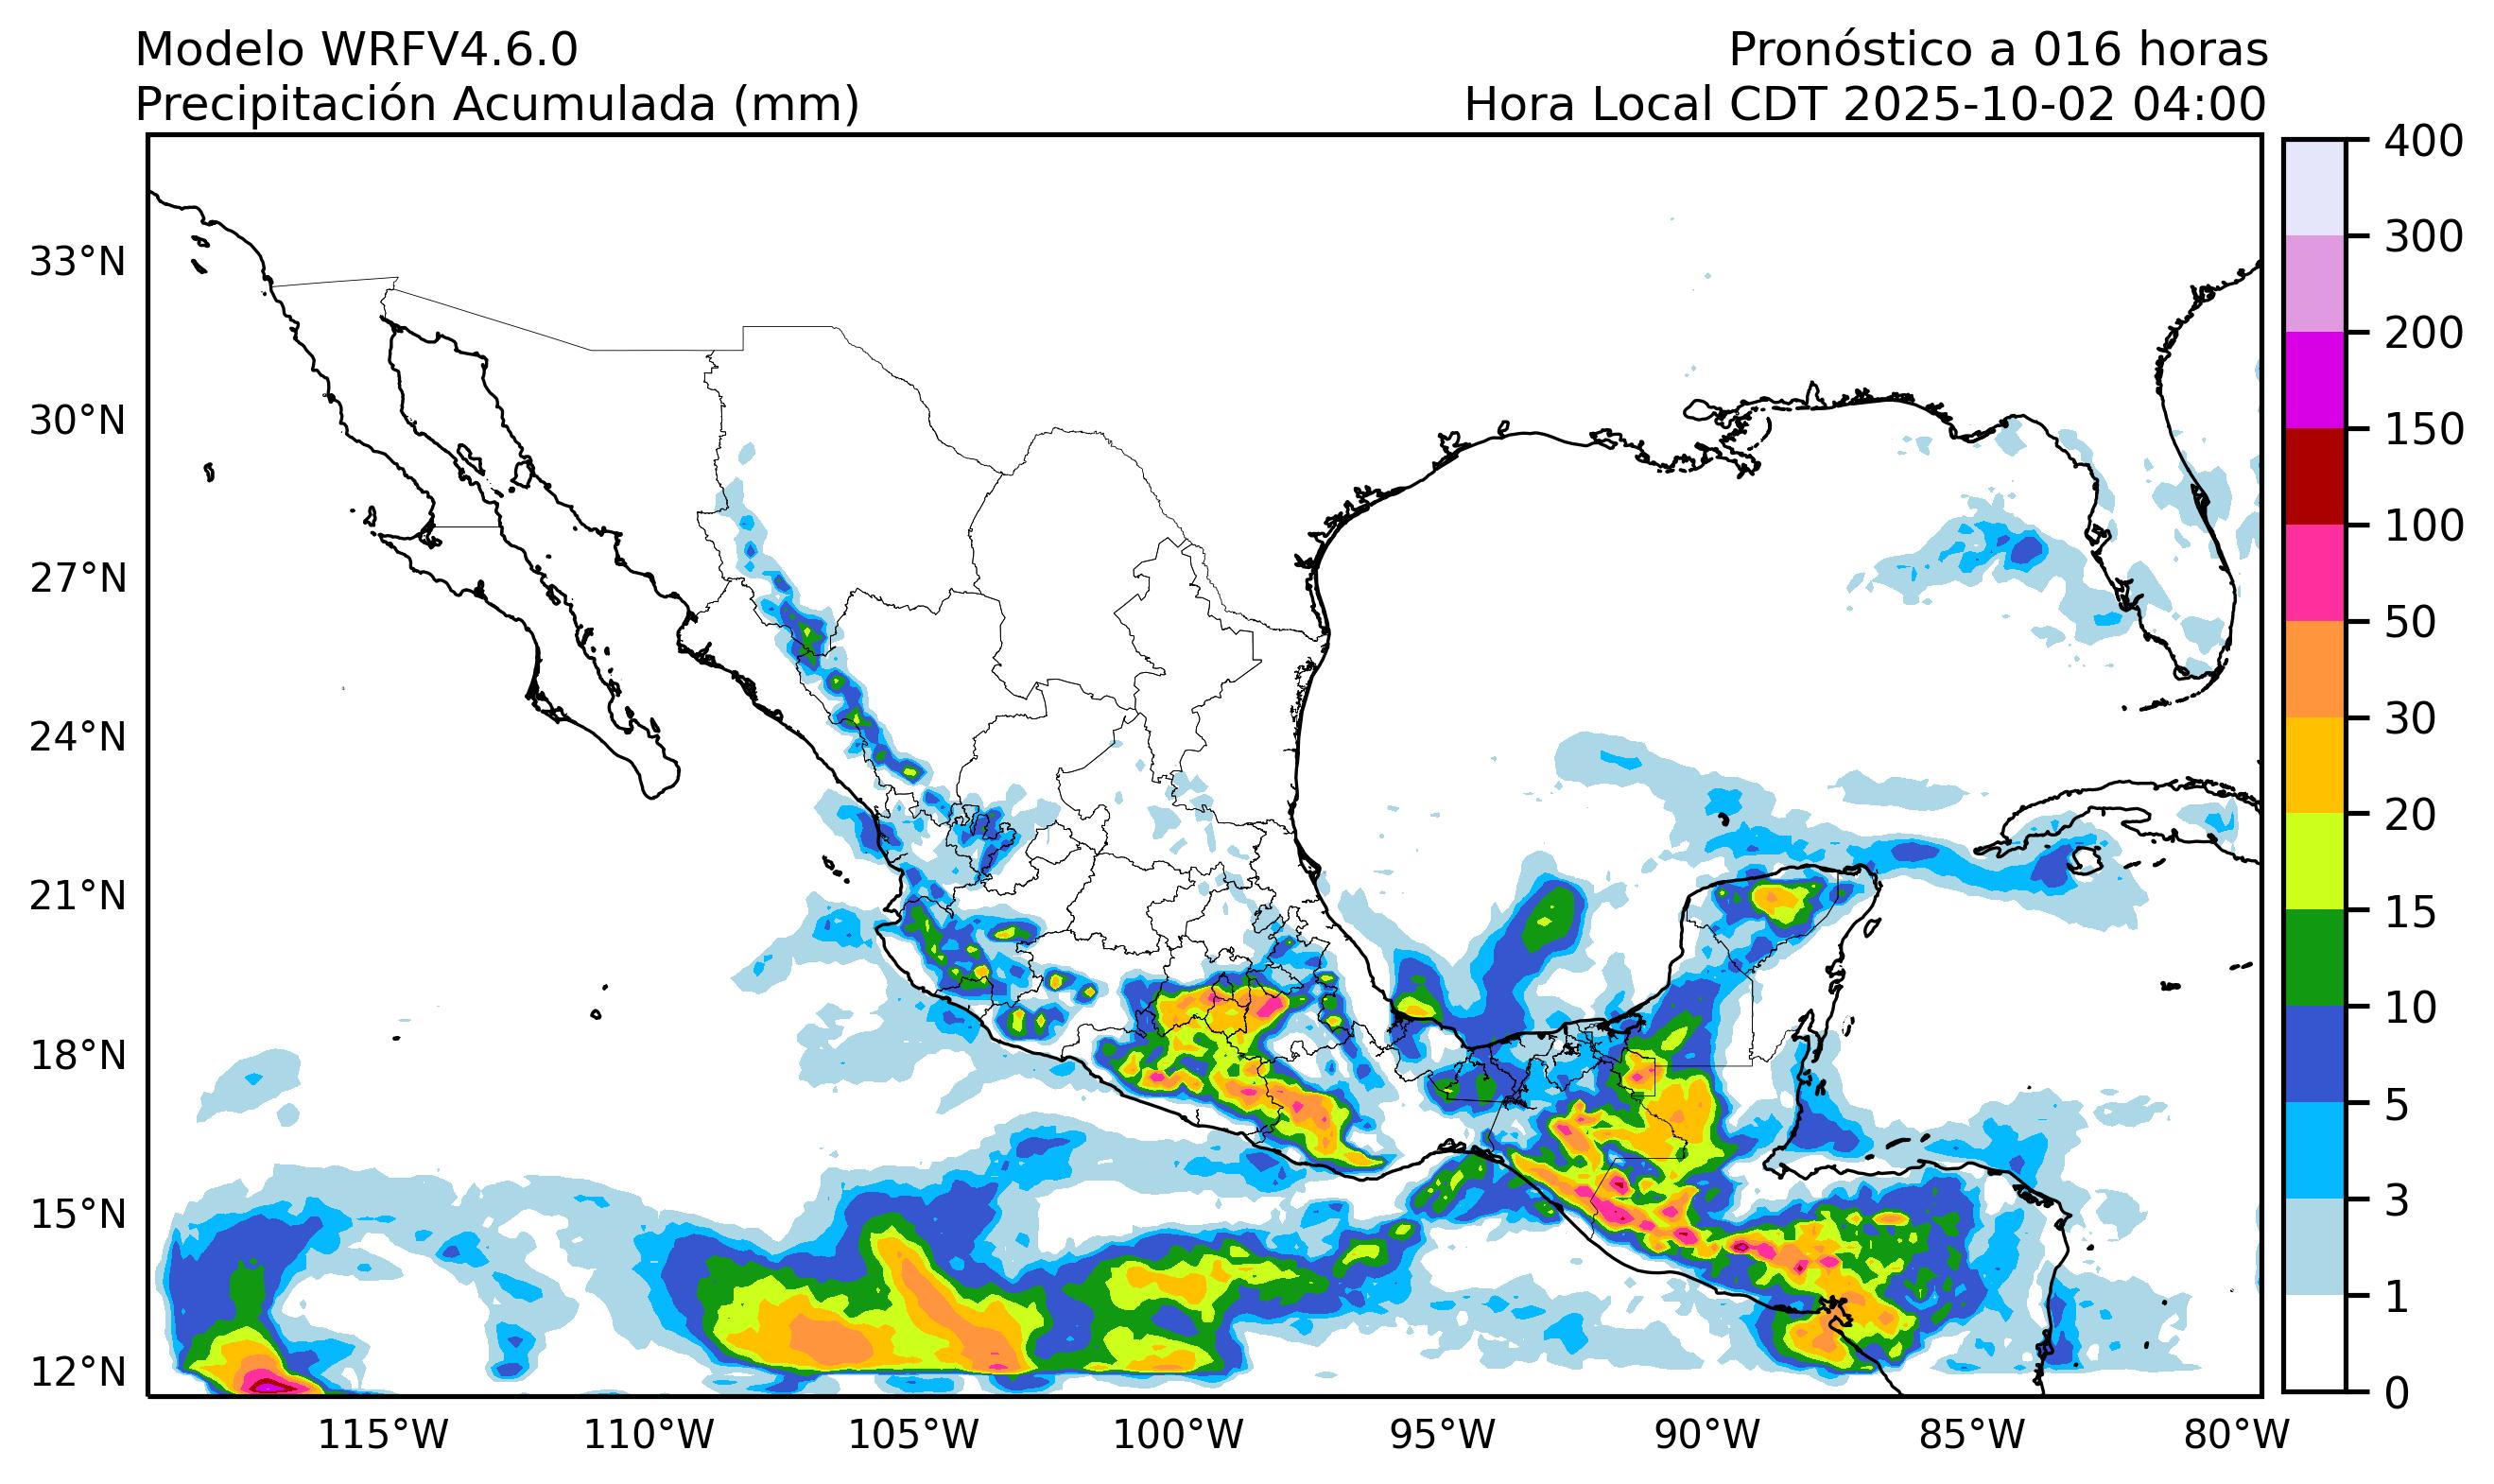 Modelo WRFV4.6.0
Pronóstico a 016 horas
Precipitación Acumulada (mm)
Hora Local CDT 2025-10-02 04:00
33°N
30°N
27°N
24°N
21°N
18°N
15°N
12°N
115°W
110°W
105°W
100°W
95°W
90°W
85°W
80°W
400
300
200
150
100
50
30
20
15
10
5
3
1
0